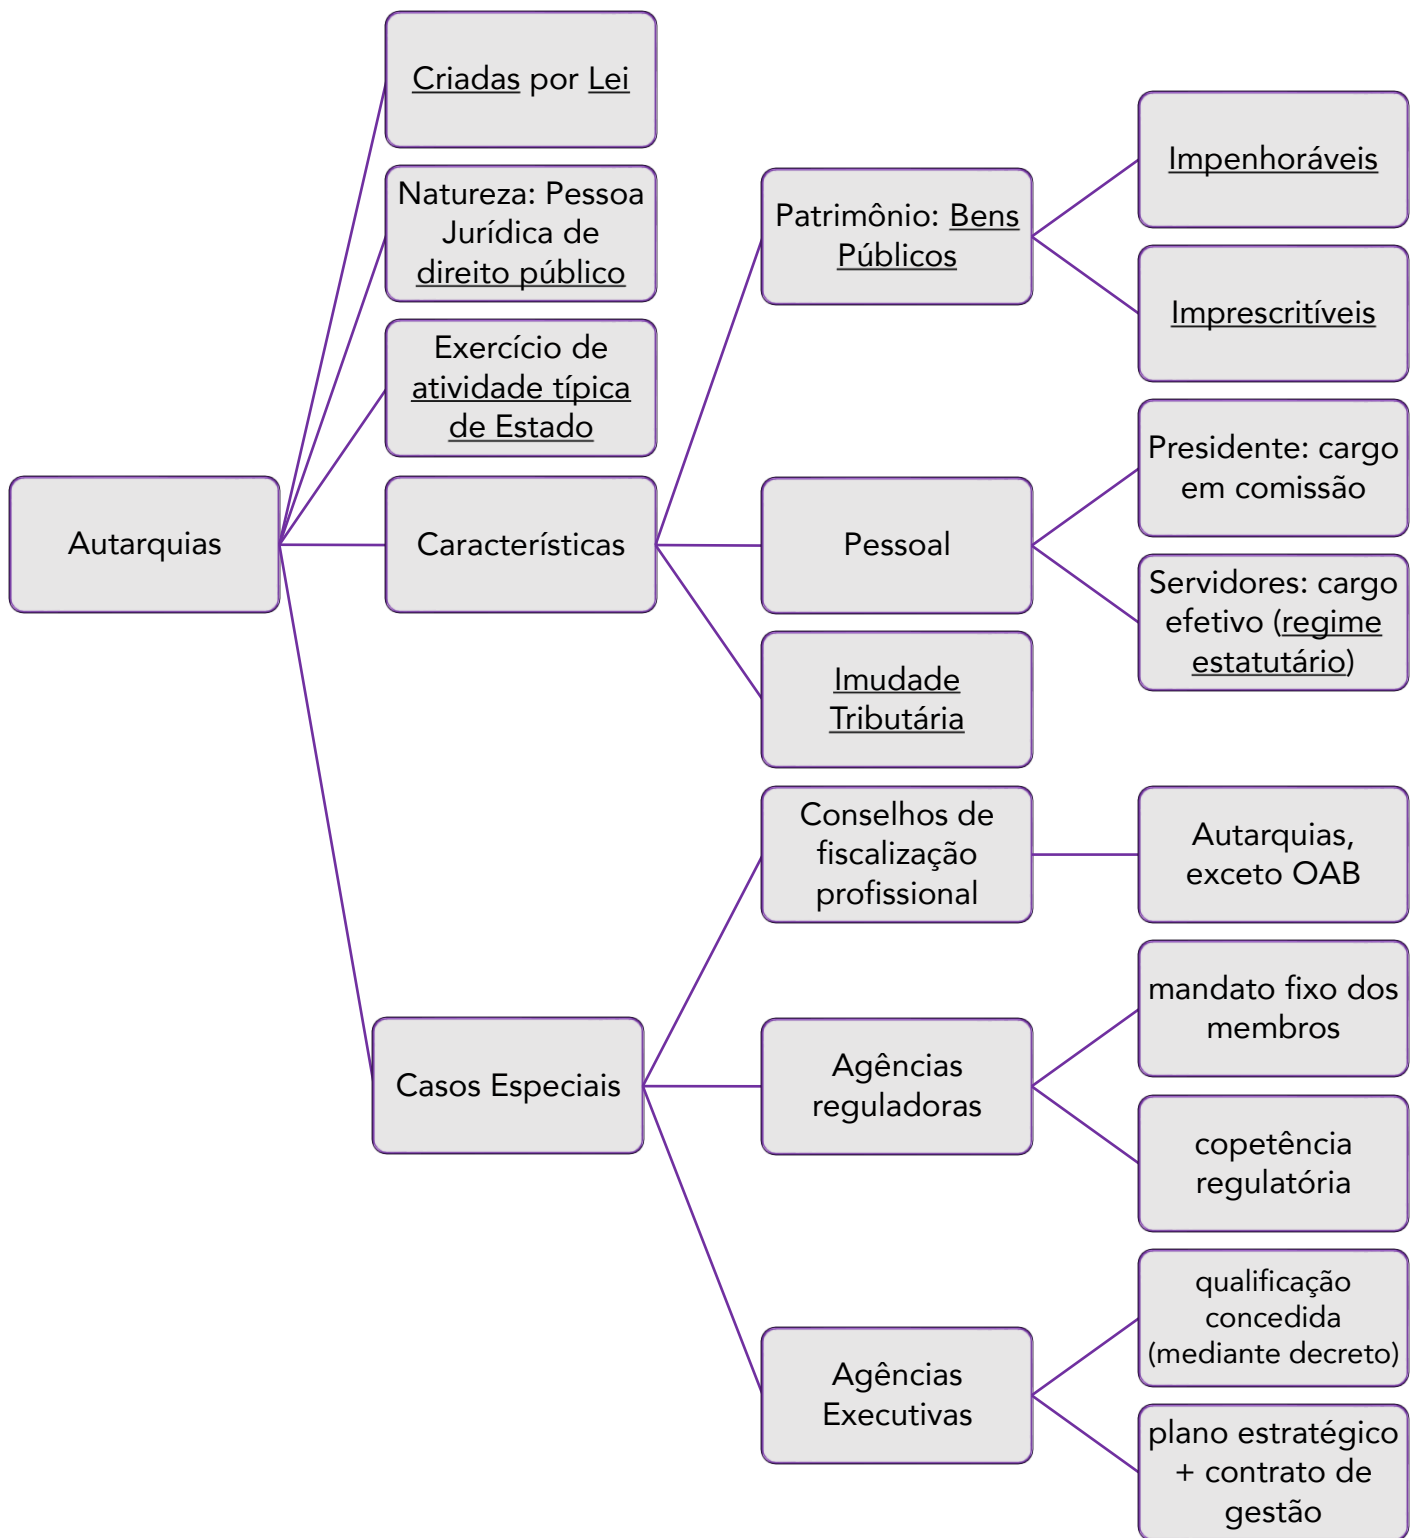 Autarquias
Criadas por Lei
Natureza: Pessoa
Jurídica de
direito público
Exercício de
atividade típica
de Estado
Características
Patrimônio: Bens
Públicos
Impenhoráveis
Imprescritíveis
Pessoal
Presidente: cargo
em comissão
Servidores: cargo
efetivo (regime
estatutário)
Imudade
Tributária
Casos Especiais
Conselhos de
fiscalização
profissional
Autarquias,
exceto OAB
Agências
reguladoras
mandato fixo dos
membros
copetência
regulatória
Agências
Executivas
qualificação
concedida
(mediante decreto)
plano estratégico
+ contrato de
gestão